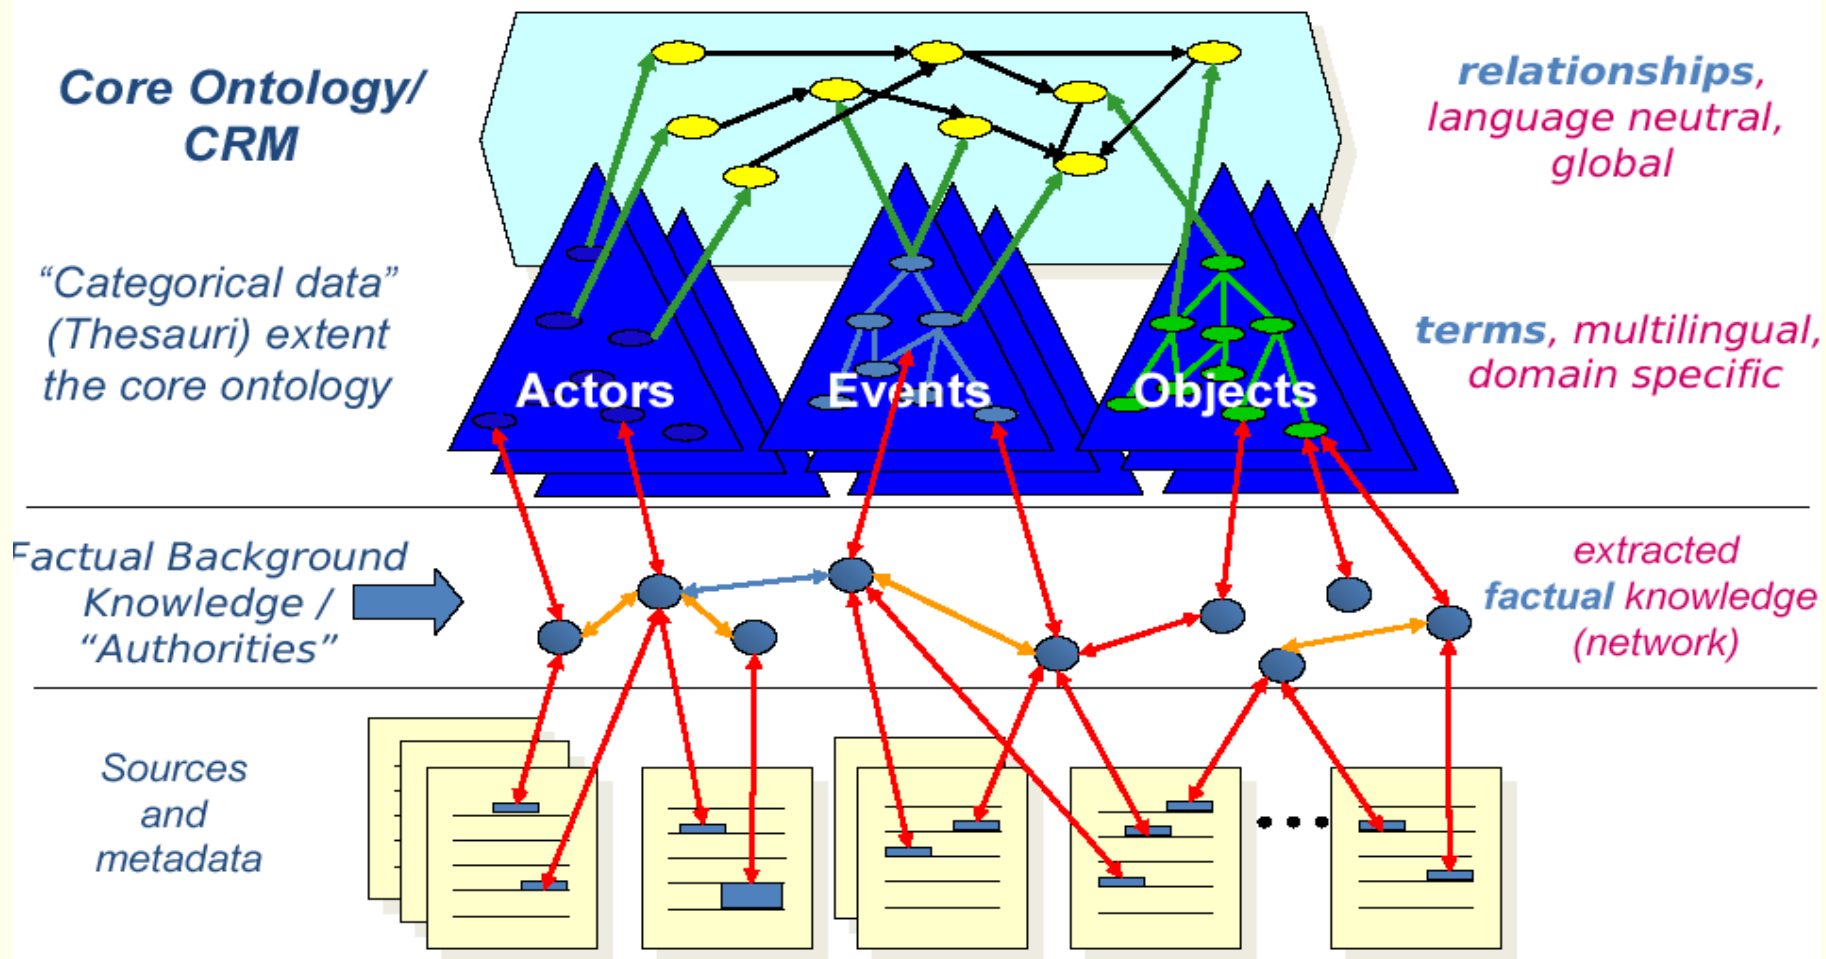 Core Ontology/
CRM
relationships,
language neutral,
global
“Categorical data”
(Thesauri) extent
the core ontology
terms, multilingual,
domain specific
Actors
Events
Objects
Factual Background
Knowledge /
“Authorities”
extracted
factual knowledge
(network)
Sources
and
metadata